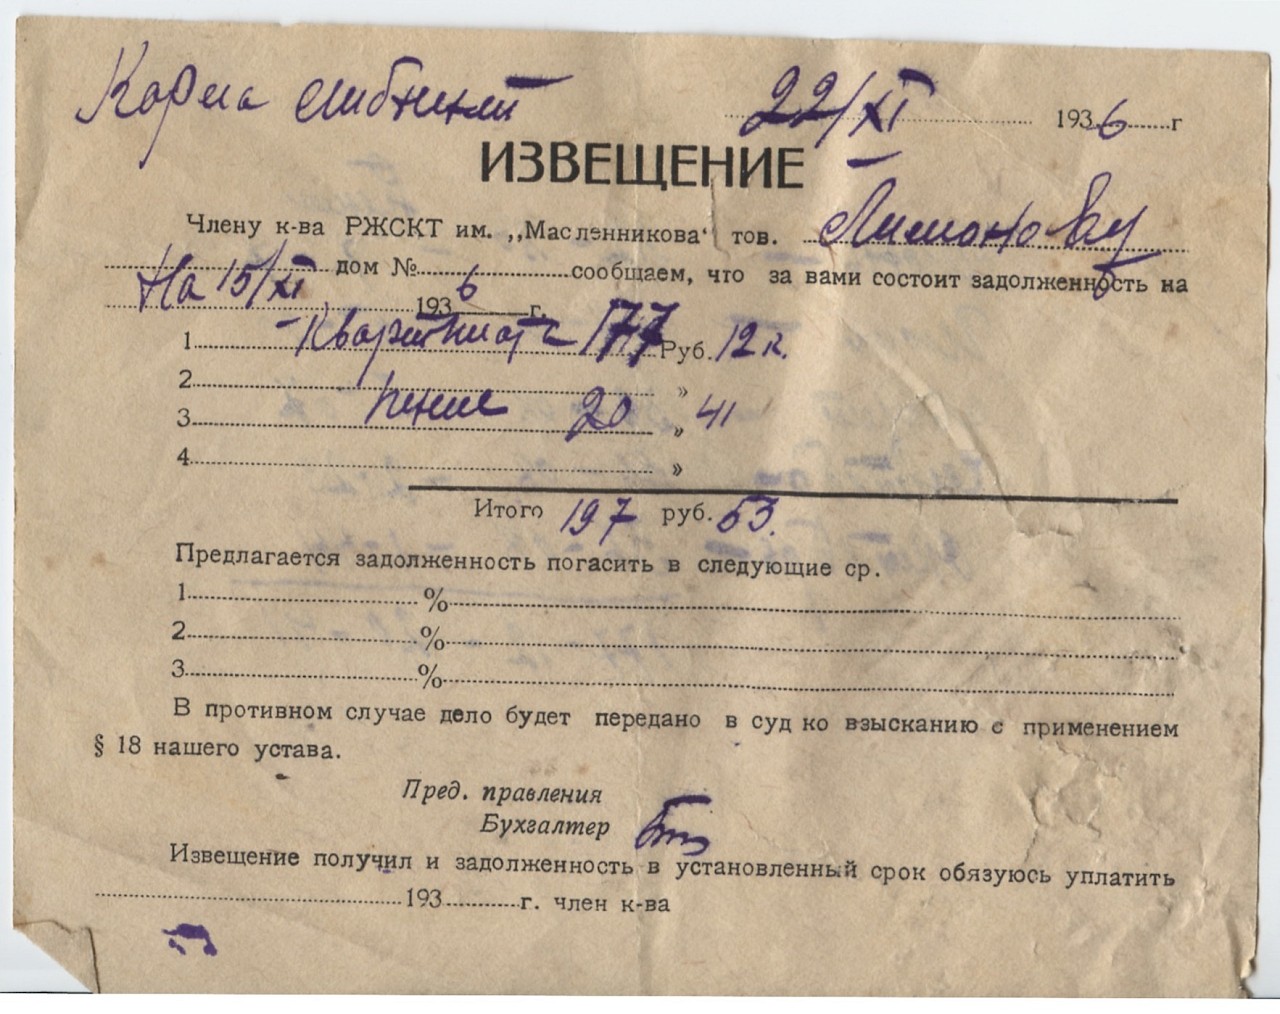 22/XI 1936 г
ИЗВЕЩЕНИЕ
Члену к-ва РЖСКТ им. „Масленникова" тов. Лимонову
дом № сообщаем, что за вами состоит задолженность на
На 15/XI 1936 г.
1 Квартплата 177 Руб. 12 к.
2 »
3 пение 20 » 41
4 »
Итого 197 руб. 53.
Предлагается задолженность погасить в следующие ср.
1 %
2 %
3 %
В противном случае дело будет передано в суд ко взысканию с применением
§ 18 нашего устава.
Пред. правления
Бухгалтер
Извещение получил и задолженность в установленный срок обязуюсь уплатить
193 г. член к-ва